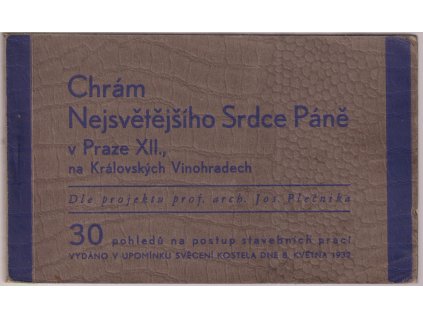 Chrám
Nejsvětějšího Srdce Páně
v Praze XII.,
na Královských Vinohradech
Dle projektu prof. arch. Jos. Plečnika
30 pohledů na postup stavebních prací
VYDÁNO V UPOMÍNKU SVĚCENÍ KOSTELA DNE 8. KVĚTNA 1932